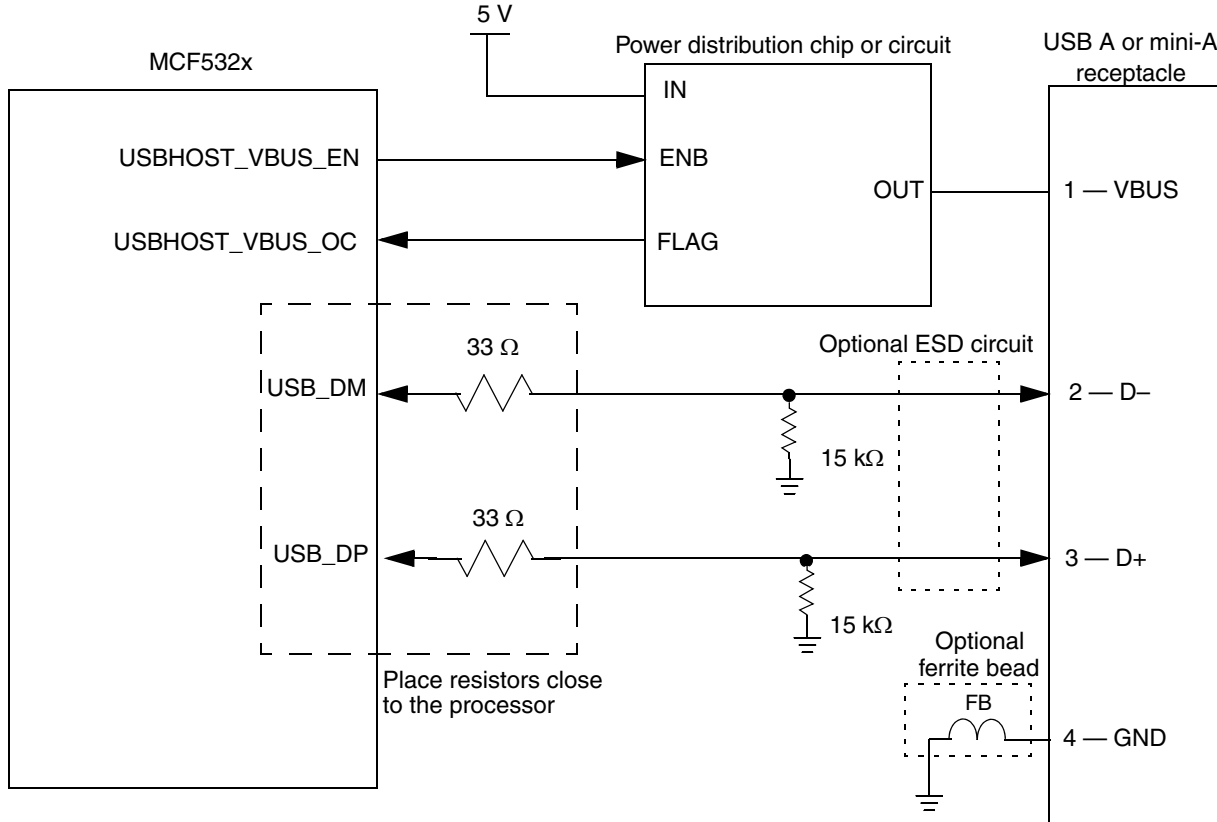 5 V
Power distribution chip or circuit
USB A or mini-A
receptacle
MCF532x
IN
USBHOST_VBUS_EN
ENB
OUT
1 — VBUS
USBHOST_VBUS_OC
FLAG
33 Ω
Optional ESD circuit
USB_DM
2 — D–
15 kΩ
33 Ω
USB_DP
3 — D+
15 kΩ
Optional
ferrite bead
Place resistors close
to the processor
FB
4 — GND